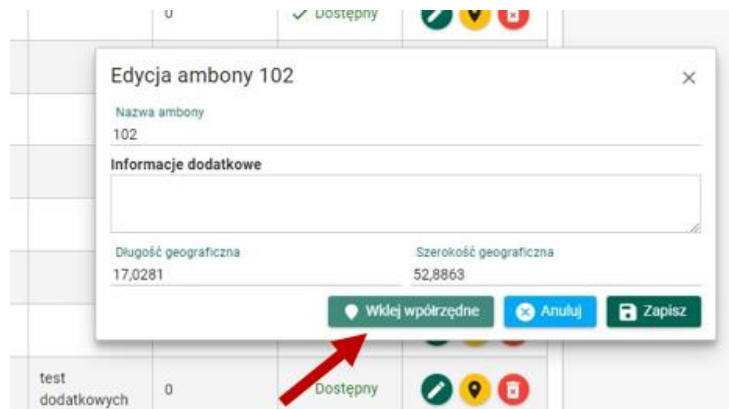 0 Dostępny
Edycja ambony 102
Nazwa ambony
102
Informacje dodatkowe
Długość geograficzna Szerokość geograficzna
17,0281 52,8863
Wklej wpółrzędne Anuluj Zapisz
test
dodatkowych 0 Dostępny